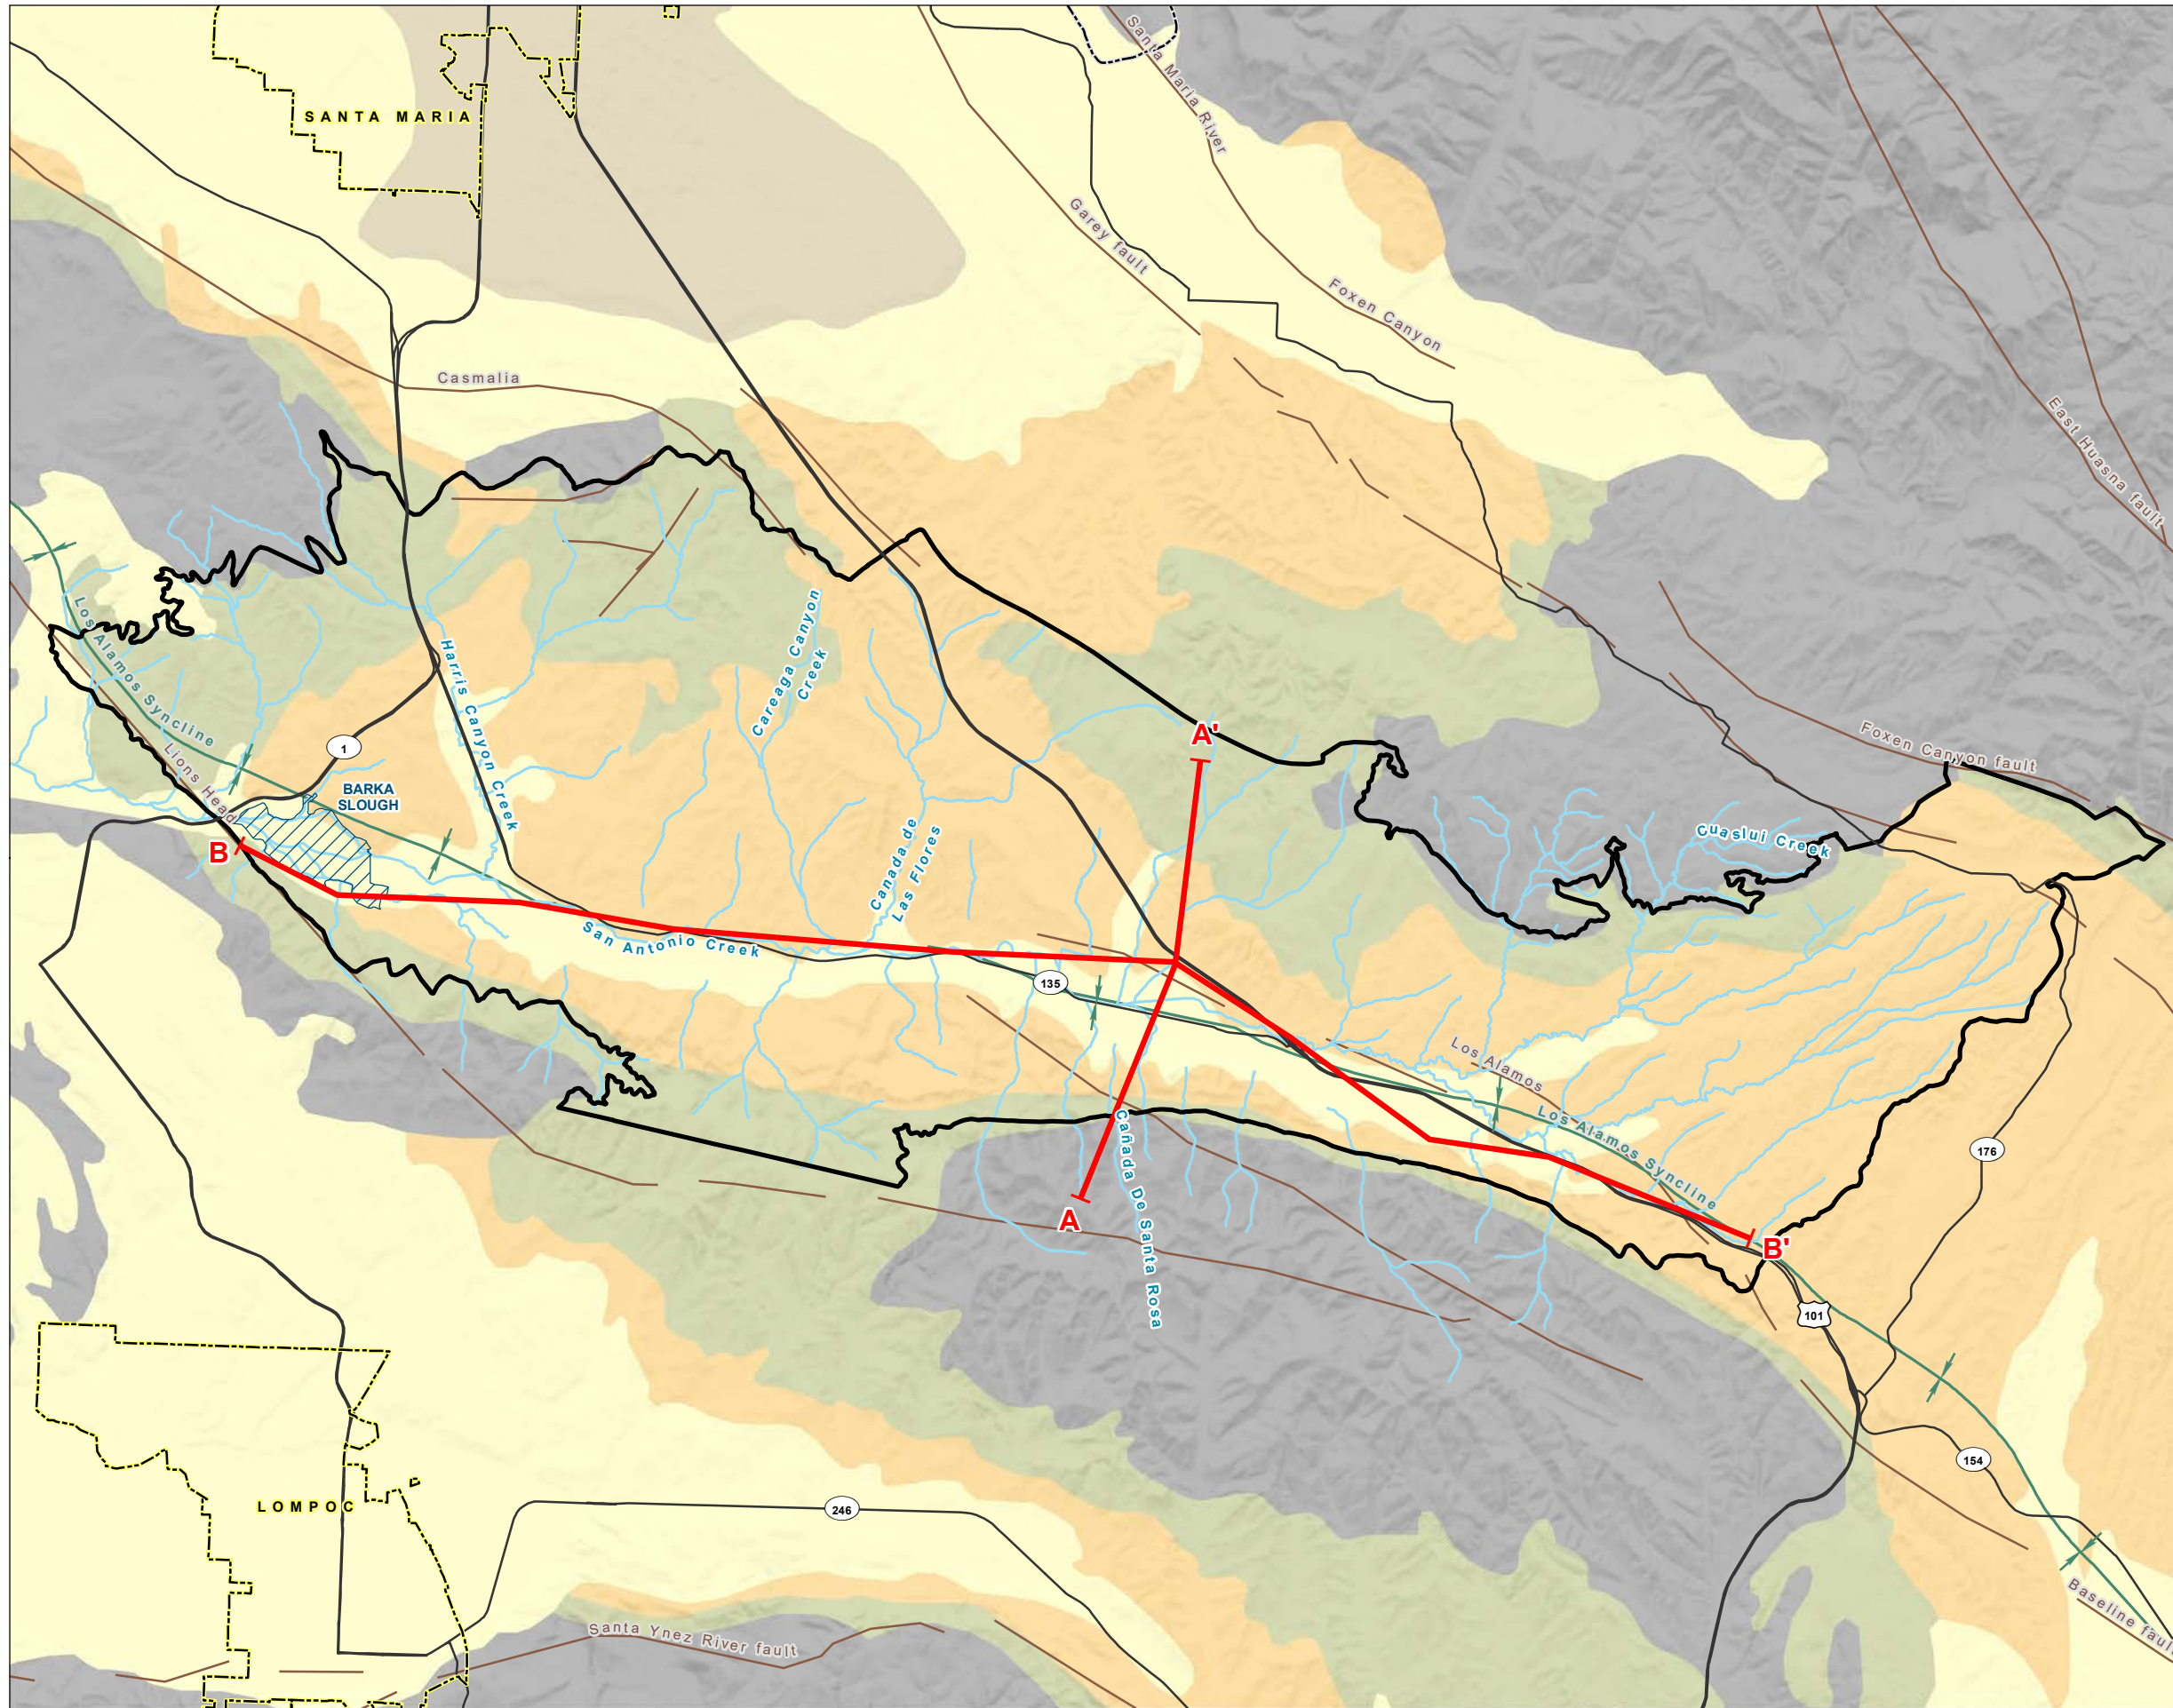 Santa Maria River
SANTA MARIA
Garey fault
Foxen Canyon
Casmalia
East Huasna fault
Careaga Canyon
Creek
Harris Canyon Creek
Los Alamos Syncline
A'
Foxen Canyon fault
1
Lions Head
BARKA
SLOUGH
Cuaslui Creek
B
Canada de
Las Flores
San Antonio Creek
135
Los Alamos
Los Alamos Syncline
176
Cañada De Santa Rosa
A
B'
101
154
LOMPOC
246
Baseline faul
Santa Ynez River fault